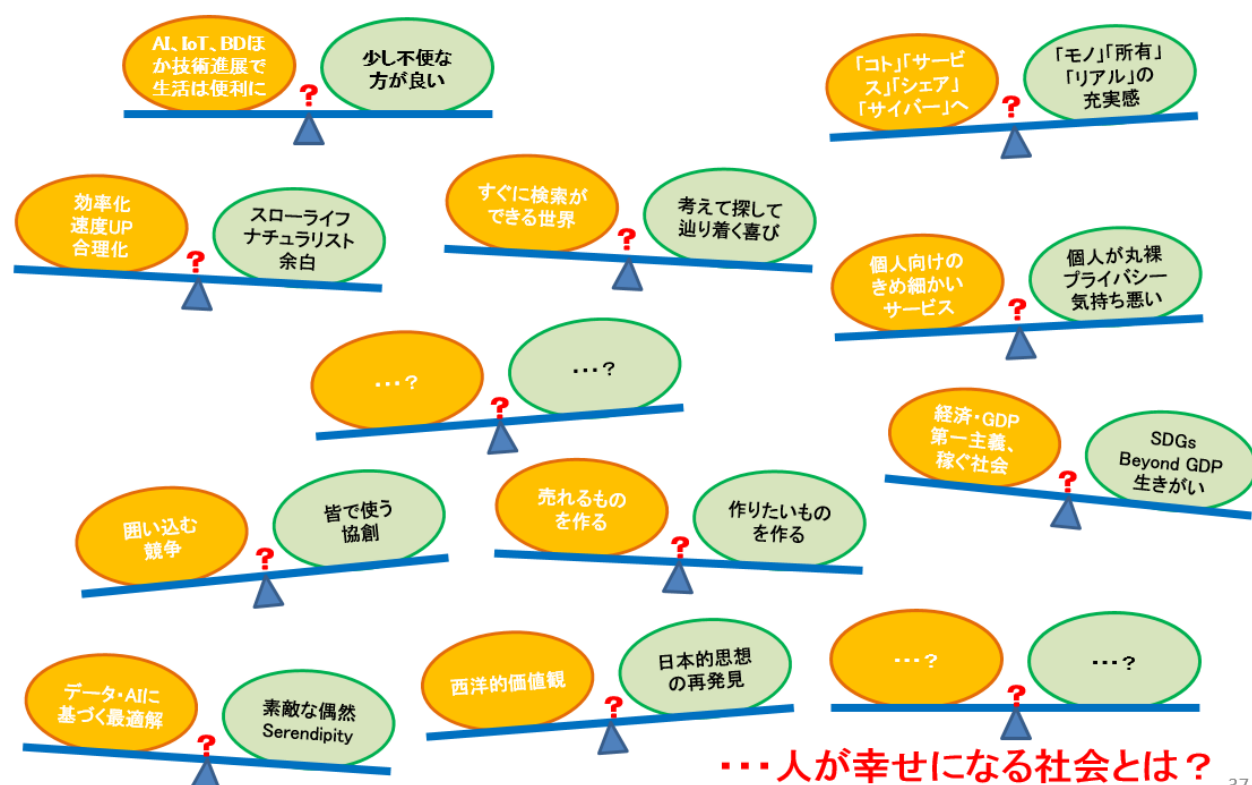 AI、IoT、BDほ
か技術進展で
生活は便利に
?
少し不便な
方が良い
「コト」「サービ
ス」「シェア」
「サイバー」へ
?
「モノ」「所有」
「リアル」の
充実感
効率化
速度UP
合理化
?
スローライフ
ナチュラリスト
余白
すぐに検索が
できる世界
?
考えて探して
辿り着く喜び
個人向けの
きめ細かい
サービス
?
個人が丸裸
プライバシー
気持ち悪い
・・・?
?
・・・?
経済・GDP
第一主義、
稼ぐ社会
?
SDGs
Beyond GDP
生きがい
囲い込む
競争
?
皆で使う
協創
売れるもの
を作る
?
作りたいもの
を作る
データ・AIに
基づく最適解
?
素敵な偶然
Serendipity
西洋的価値観
?
日本的思想
の再発見
・・・?
?
・・・?
・・・人が幸せになる社会とは?
37